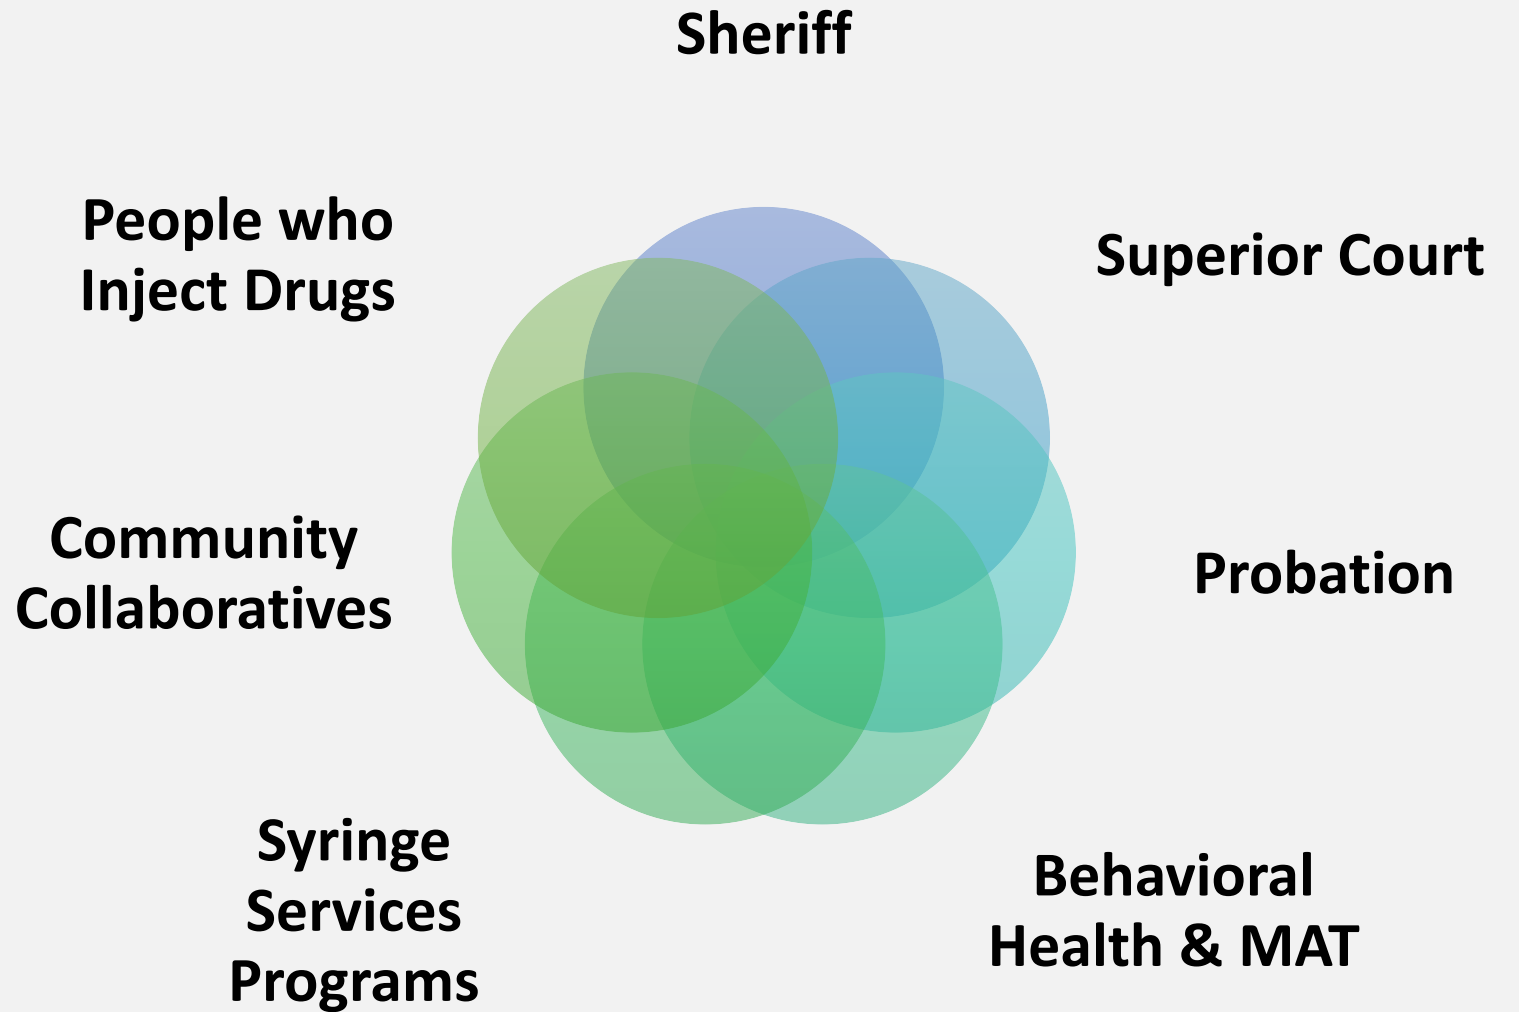 Sheriff
People who
Inject Drugs
Superior Court
Community
Collaboratives
Probation
Syringe
Services
Programs
Behavioral
Health & MAT